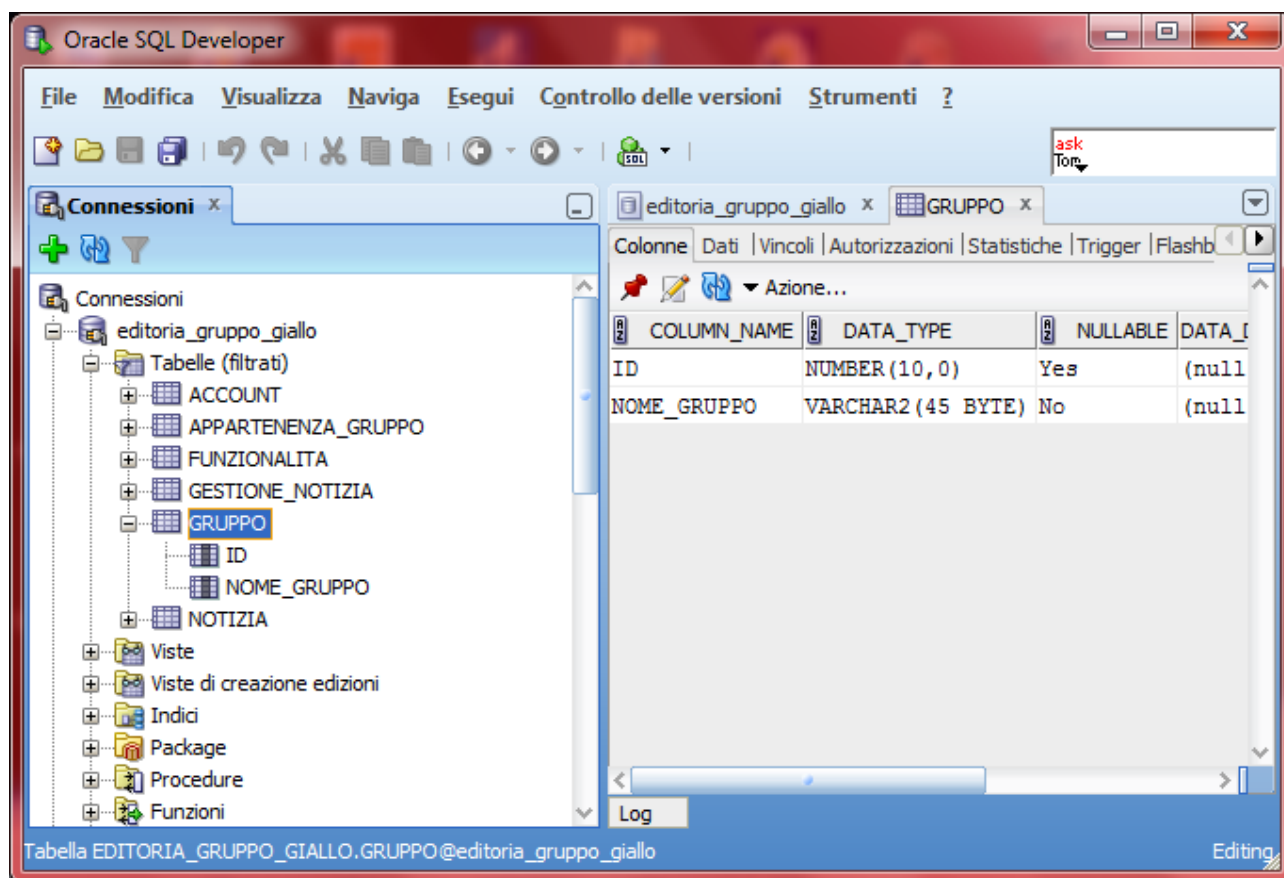 Oracle SQL Developer
File Modifica Visualizza Naviga Esegui Controllo delle versioni Strumenti ?
SQL
ask
Tom
Connessioni x
editoria_gruppo_giallo x GRUPPO x
Colonne Dati | Vincoli | Autorizzazioni | Statistiche | Trigger | Flashb
Azione...
COLUMN_NAME DATA_TYPE NULLABLE DATA_D
ID NUMBER(10,0) Yes (null
NOME_GRUPPO VARCHAR2(45 BYTE) No (null
Connessioni
editoria_gruppo_giallo
Tabelle (filtrati)
ACCOUNT
APPARTENENZA_GRUPPO
FUNZIONALITA
GESTIONE_NOTIZIA
GRUPPO
ID
NOME_GRUPPO
NOTIZIA
Viste
Viste di creazione edizioni
Indici
Package
Procedure
Funzioni
Log
Tabella EDITORIA_GRUPPO_GIALLO.GRUPPO@editoria_gruppo_giallo Editing